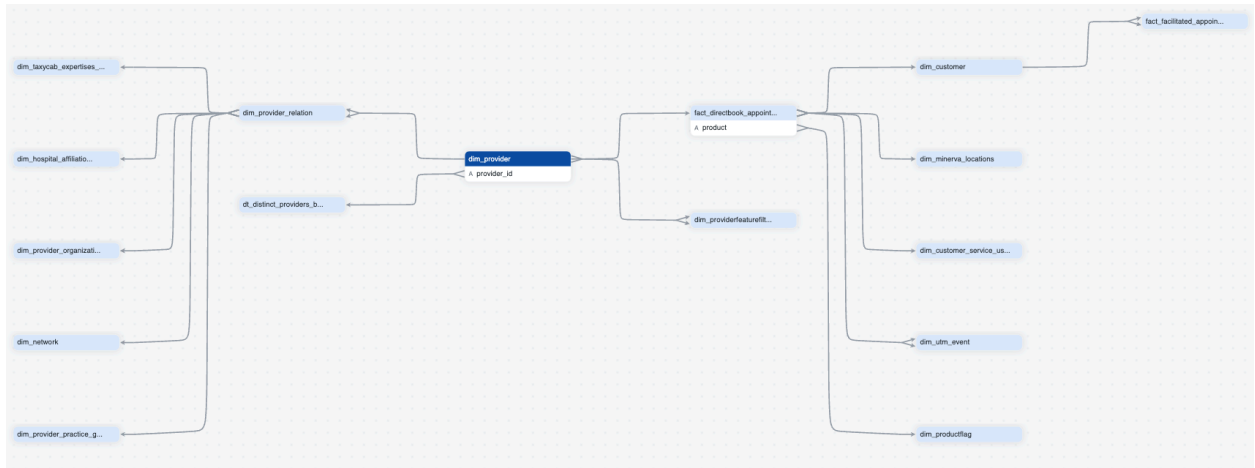 fact_facilitated_appoin...
dim_taxycab_expertises_...
dim_customer
dim_provider_relation
fact_directbook_appoint...
A product
dim_hospital_affiliatio...
dim_provider
A provider_id
dim_minerva_locations
dt_distinct_providers_b...
dim_providerfeaturefilt...
dim_provider_organizati...
dim_customer_service_us...
dim_network
dim_utm_event
dim_provider_practice_g...
dim_productflag